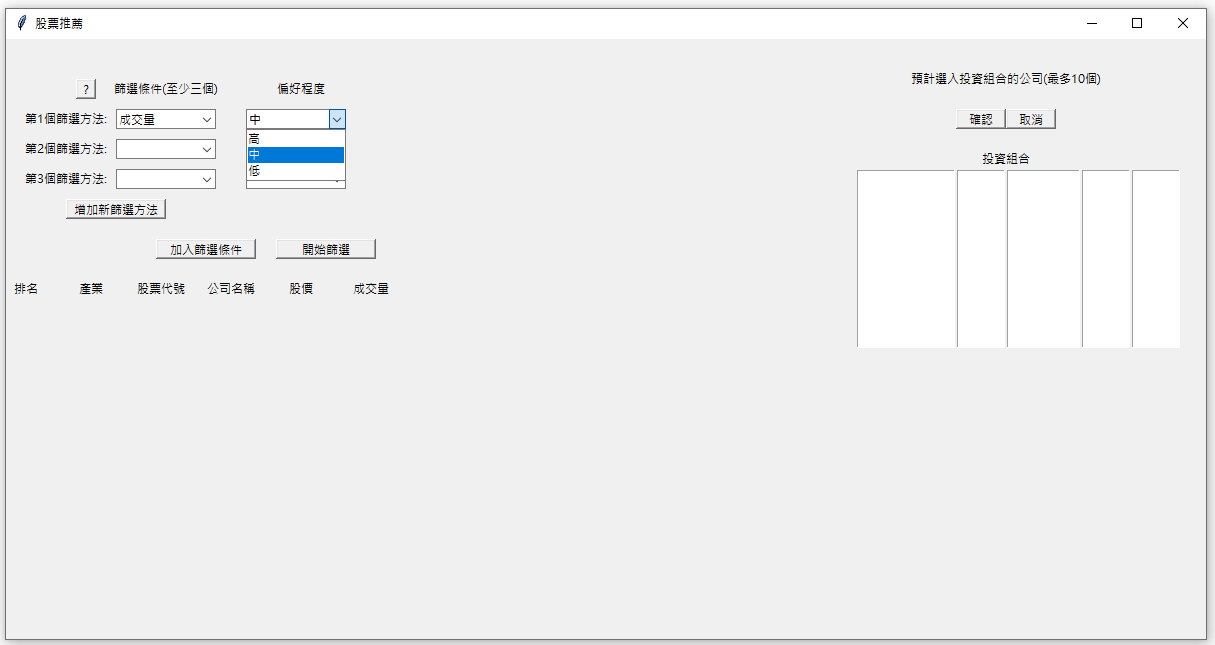 股票推薦
預計選入投資組合的公司(最多10個)
? 篩選條件(至少三個) 偏好程度
第1個篩選方法: 成交量 中
確認 取消
高
第2個篩選方法: 中
投資組合
第3個篩選方法: 低
增加新篩選方法
加入篩選條件 開始篩選
排名 產業 股票代號 公司名稱 股價 成交量